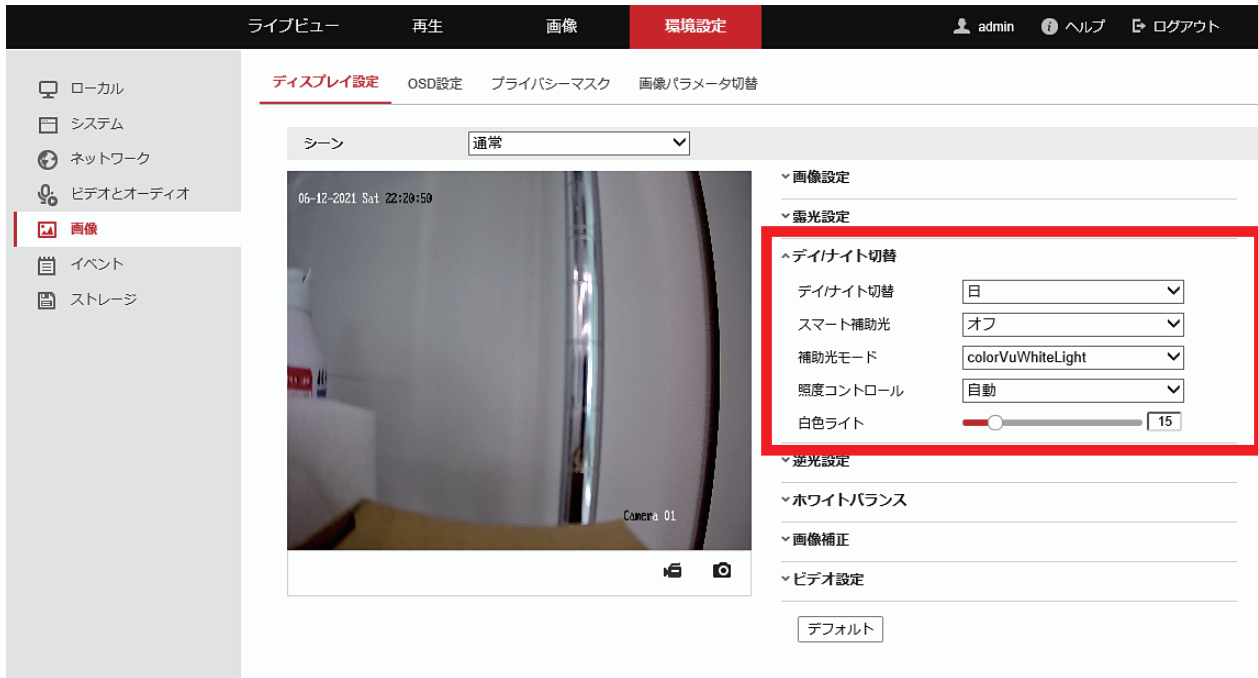 ライブビュー 再生 画像 環境設定 admin ヘルプ ログアウト
ローカル
システム
ネットワーク
ビデオとオーディオ
画像
イベント
ストレージ
ディスプレイ設定 OSD設定 プライバシーマスク 画像パラメータ切替
シーン 通常
06-12-2021 Sat 22:20:50
Camera 01
画像設定
露光設定
デイ/ナイト切替
デイ/ナイト切替 日
スマート補助光 オフ
補助光モード colorVuWhiteLight
照度コントロール 自動
白色ライト 15
逆光設定
ホワイトバランス
画像補正
ビデオ設定
デフォルト